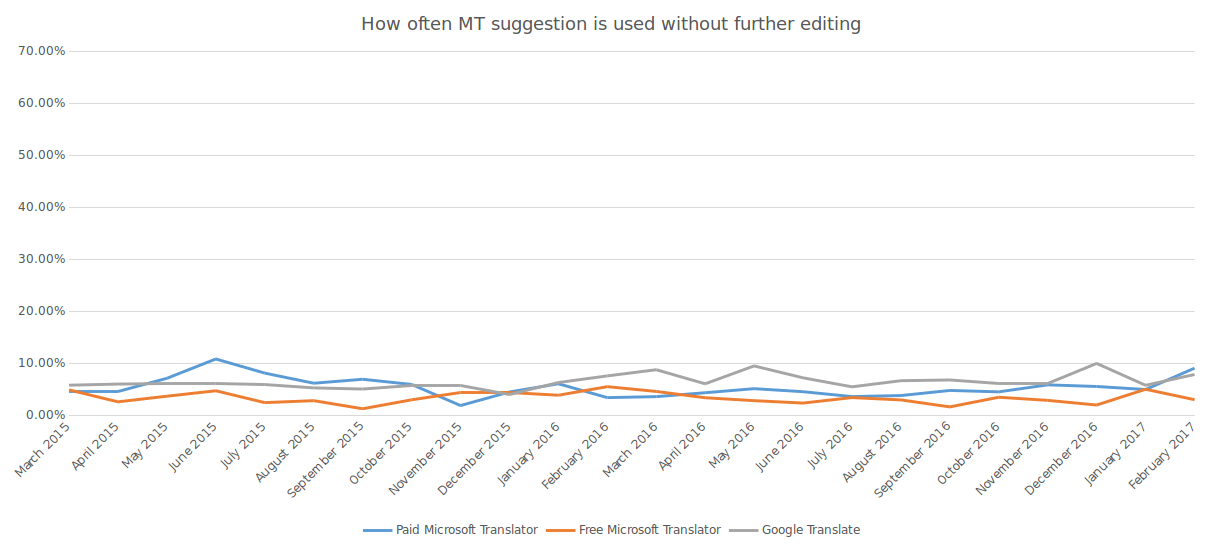 How often MT suggestion is used without further editing
70.00%
60.00%
50.00%
40.00%
30.00%
20.00%
10.00%
0.00%
March 2015
April 2015
May 2015
June 2015
July 2015
August 2015
September 2015
October 2015
November 2015
December 2015
January 2016
February 2016
March 2016
April 2016
May 2016
June 2016
July 2016
August 2016
September 2016
October 2016
November 2016
December 2016
January 2017
February 2017
Paid Microsoft Translator Free Microsoft Translator Google Translate